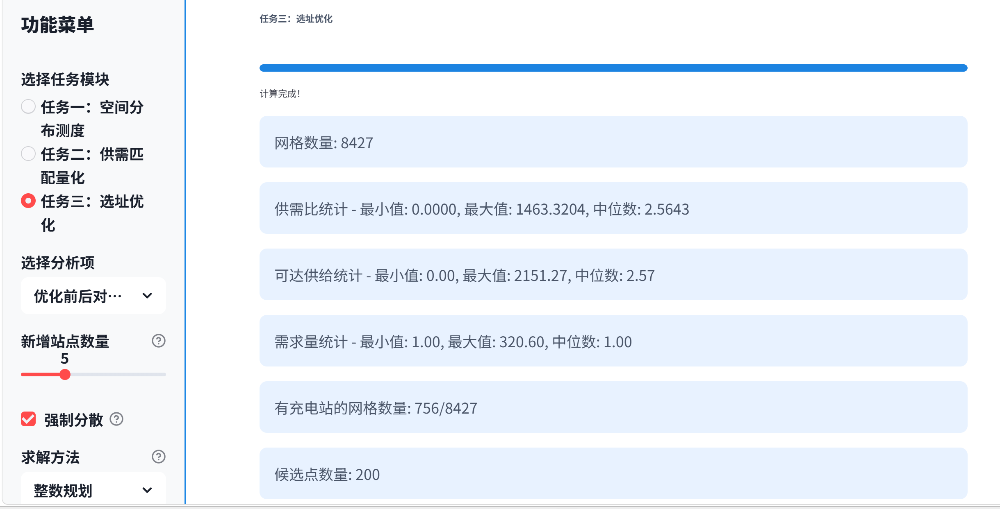 功能菜单
选择任务模块
任务一：空间分
布测度
任务二：供需匹
配量化
任务三：选址优
化
选择分析项
优化前后对…
新增站点数量
5
强制分散
求解方法
整数规划
任务三：选址优化
计算完成！
网格数量: 8427
供需比统计 - 最小值: 0.0000, 最大值: 1463.3204, 中位数: 2.5643
可达供给统计 - 最小值: 0.00, 最大值: 2151.27, 中位数: 2.57
需求量统计 - 最小值: 1.00, 最大值: 320.60, 中位数: 1.00
有充电站的网格数量: 756/8427
候选点数量: 200